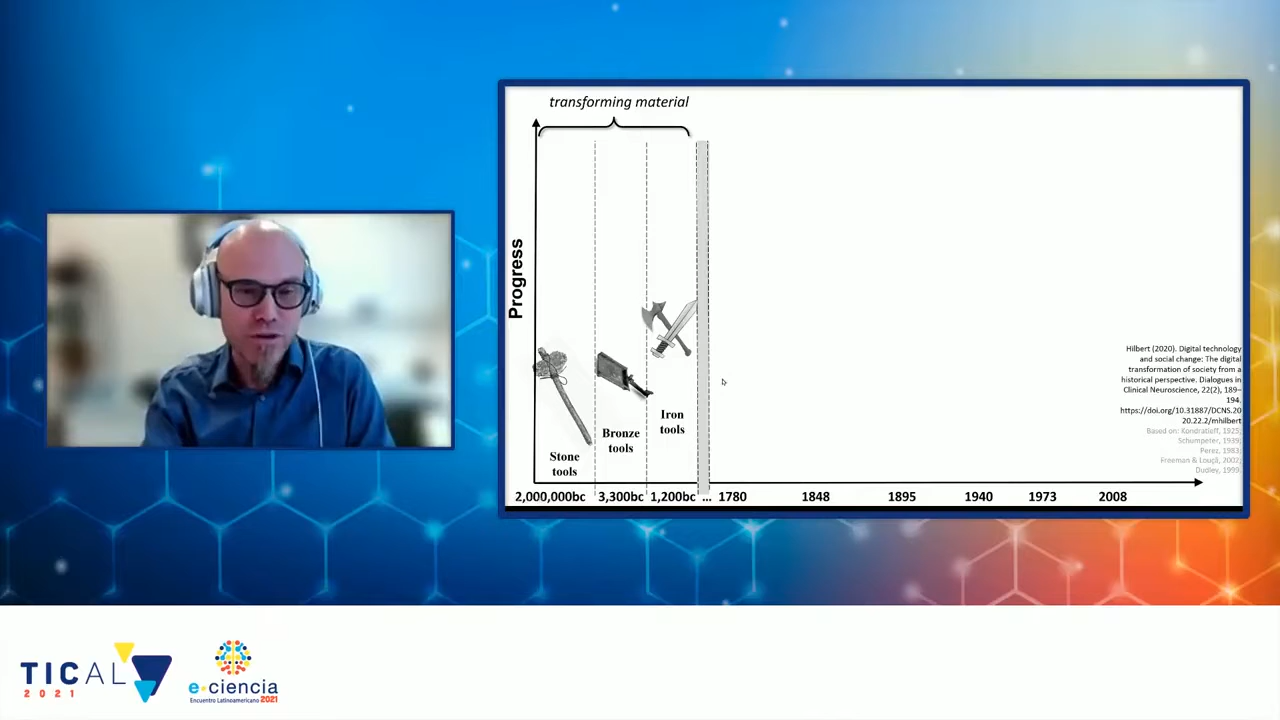 transforming material
Progress
Stone
tools
Bronze
tools
Iron
tools
2,000,000bc 3,300bc 1,200bc ... 1780 1848 1895 1940 1973 2008
Hilbert (2020). Digital technology
and social change: The digital
transformation of society from a
historical perspective. Dialogues in
Clinical Neuroscience, 22(2), 189–
194.
https://doi.org/10.31887/DCNS.20
20.22.2/mhilbert
Based on: Kondratieff, 1925;
Schumpeter, 1939;
Perez, 1983;
Freeman & Louçã, 2002;
Dudley, 1999.
TICAL
2021
e-ciencia
Encuentro Latinoamericano 2021